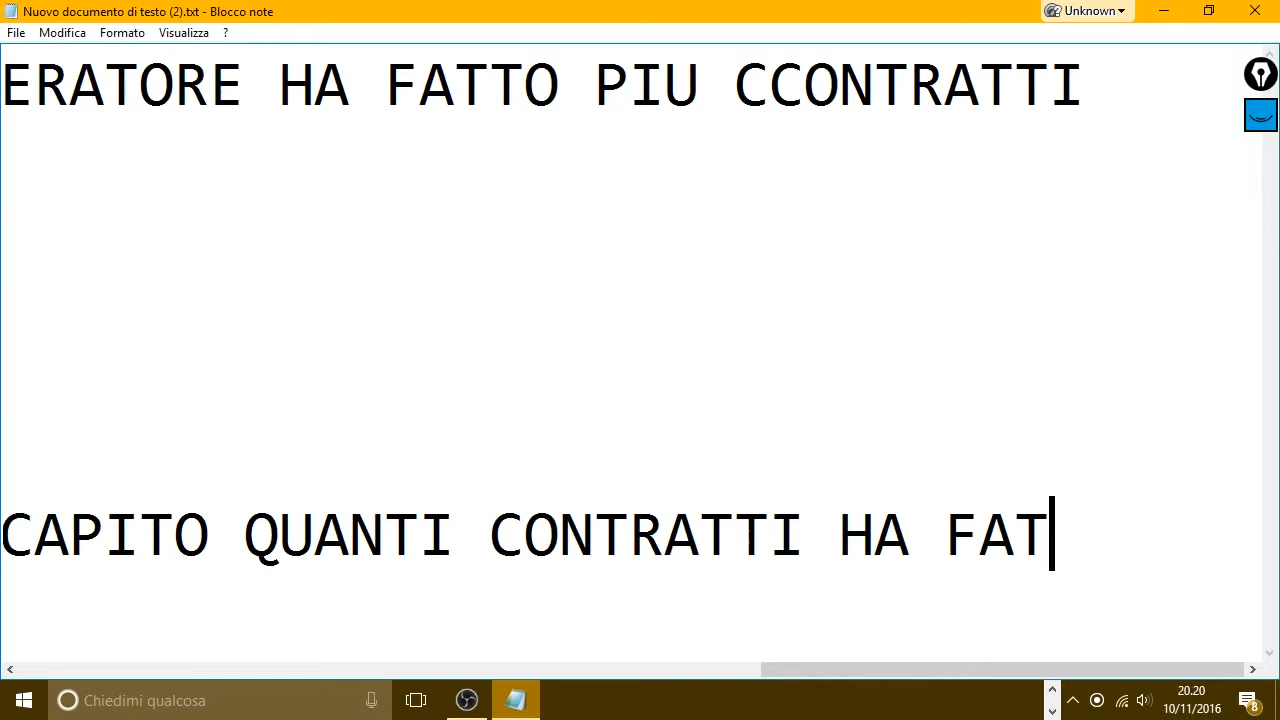 Nuovo documento di testo (2).txt - Blocco note
Unknown
File Modifica Formato Visualizza ?
ERATORE HA FATTO PIU CCONTRATTI
CAPITO QUANTI CONTRATTI HA FAT
Chiedimi qualcosa
20.20
10/11/2016
8